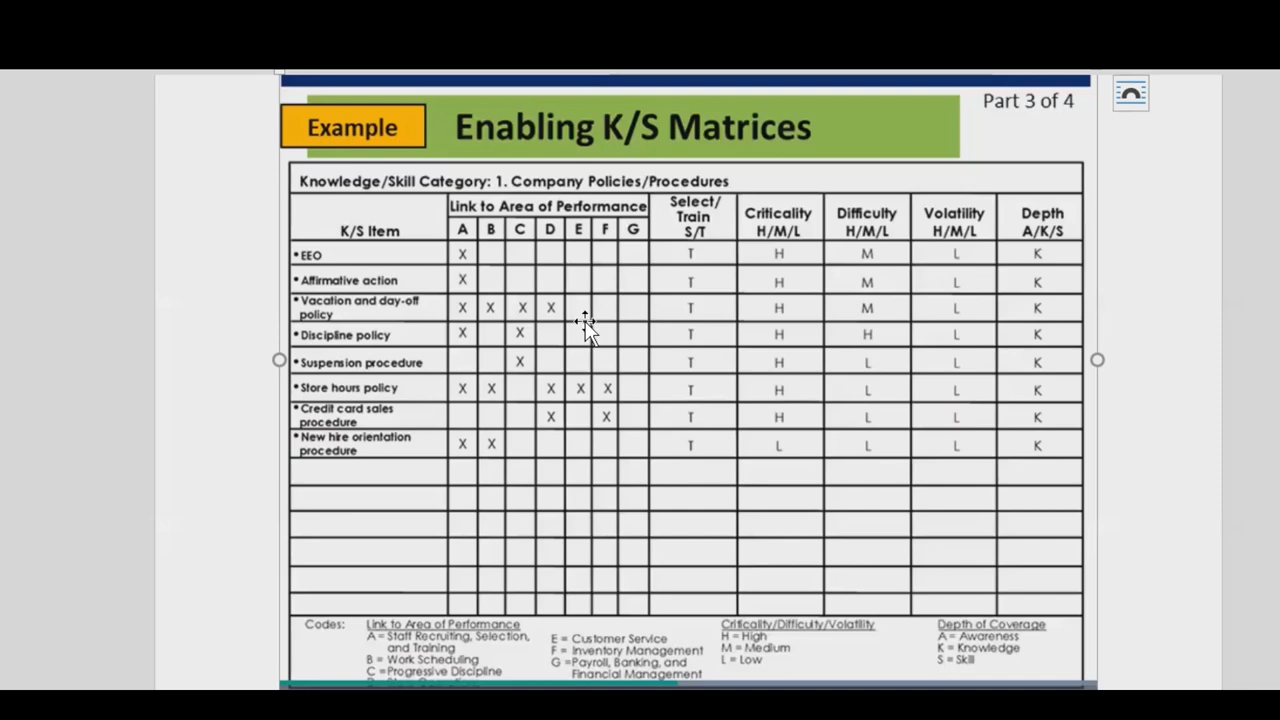 Part 3 of 4
Example
Enabling K/S Matrices
Knowledge/Skill Category: 1. Company Policies/Procedures
K/S Item
Link to Area of Performance
A B C D E F G
Select/
Train
S/T
Criticality
H/M/L
Difficulty
H/M/L
Volatility
H/M/L
Depth
A/K/S
• EEO X T H M L K
• Affirmative action X T H M L K
• Vacation and day-off
policy X X X X T H M L K
• Discipline policy X X T H H L K
• Suspension procedure X T H L L K
• Store hours policy X X X X X T H L L K
• Credit card sales
procedure X X T H L L K
• New hire orientation
procedure X X T L L L K
Codes:
Link to Area of Performance
A = Staff Recruiting, Selection,
and Training
B = Work Scheduling
C =Progressive Discipline
E = Customer Service
F = Inventory Management
G =Payroll, Banking, and
Financial Management
Criticality/Difficulty/Volatility
H = High
M = Medium
L = Low
Depth of Coverage
A = Awareness
K = Knowledge
S = Skill